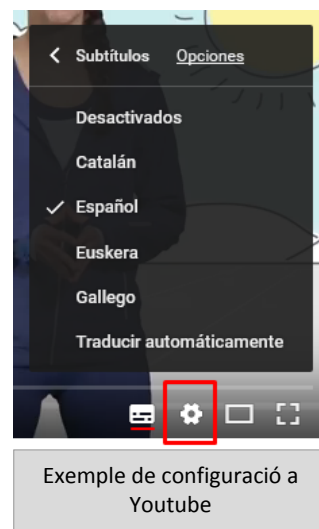 Subtítulos Opciones
Desactivados
Catalán
Español
Euskera
Gallego
Traducir automáticamente
Exemple de configuració a
Youtube